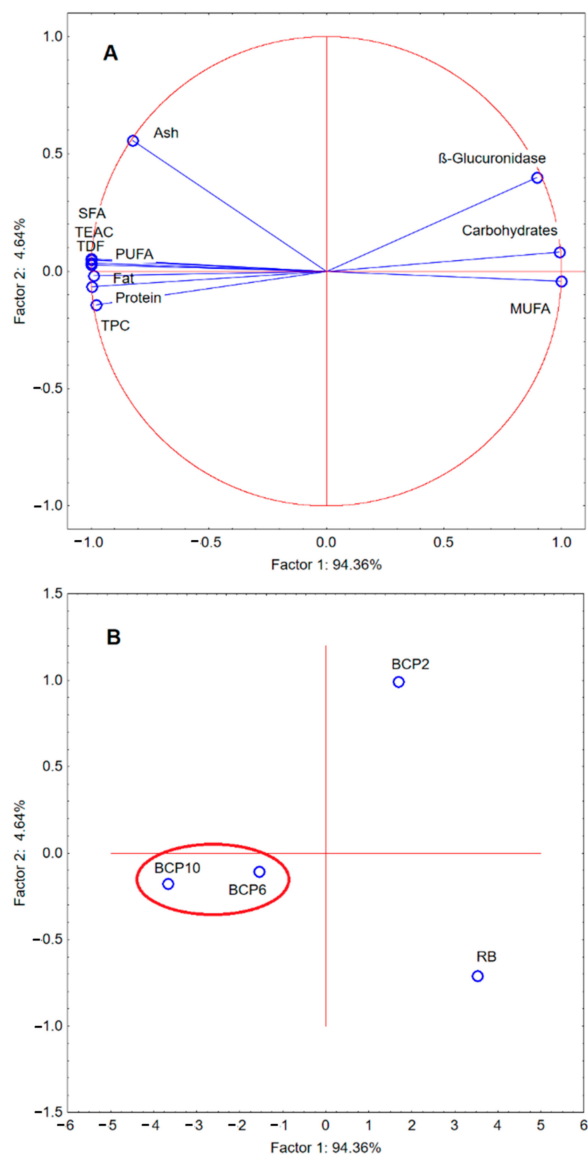 A
1.0
0.5
0.0
−0.5
−1.0
Factor 2: 4.64%
Ash
ß-Glucuronidase
SFA
TEAC
TDF
PUFA
Carbohydrates
Fat
Protein
MUFA
TPC
−1.0 −0.5 0.0 0.5 1.0
Factor 1: 94.36%
B
1.5
1.0
0.5
0.0
−0.5
−1.0
−1.5
Factor 2: 4.64%
BCP2
BCP10
BCP6
RB
−6 −5 −4 −3 −2 −1 0 1 2 3 4 5 6
Factor 1: 94.36%